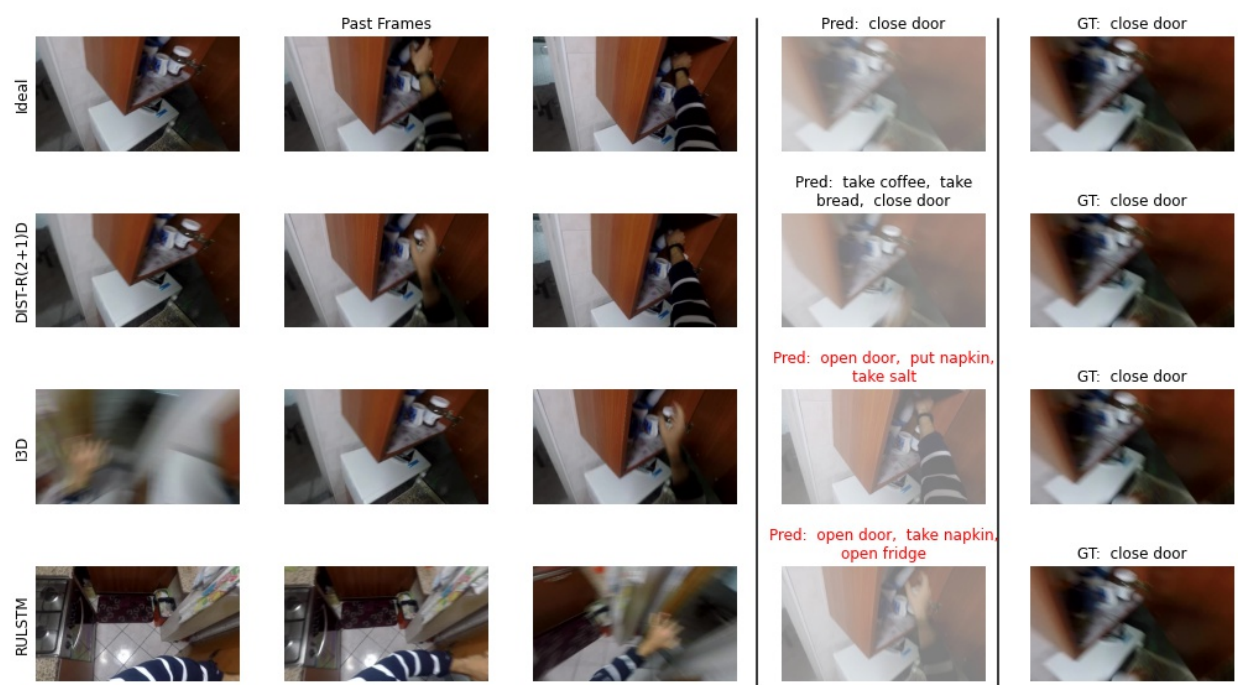 Past Frames
Pred: close door
GT: close door
Ideal
Pred: take coffee, take
bread, close door
GT: close door
DIST-R(2+1)D
Pred: open door, put napkin,
take salt
GT: close door
I3D
Pred: open door, take napkin,
open fridge
GT: close door
RULSTM